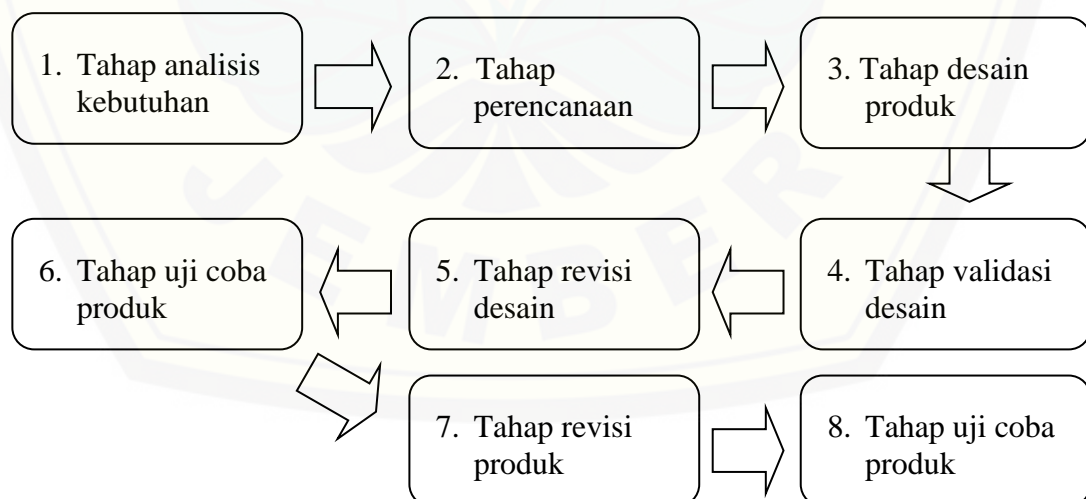 1. Tahap analisis
kebutuhan
2. Tahap
perencanaan
3. Tahap desain
produk
4. Tahap validasi
desain
5. Tahap revisi
desain
6. Tahap uji coba
produk
7. Tahap revisi
produk
8. Tahap uji coba
produk
JEMBER